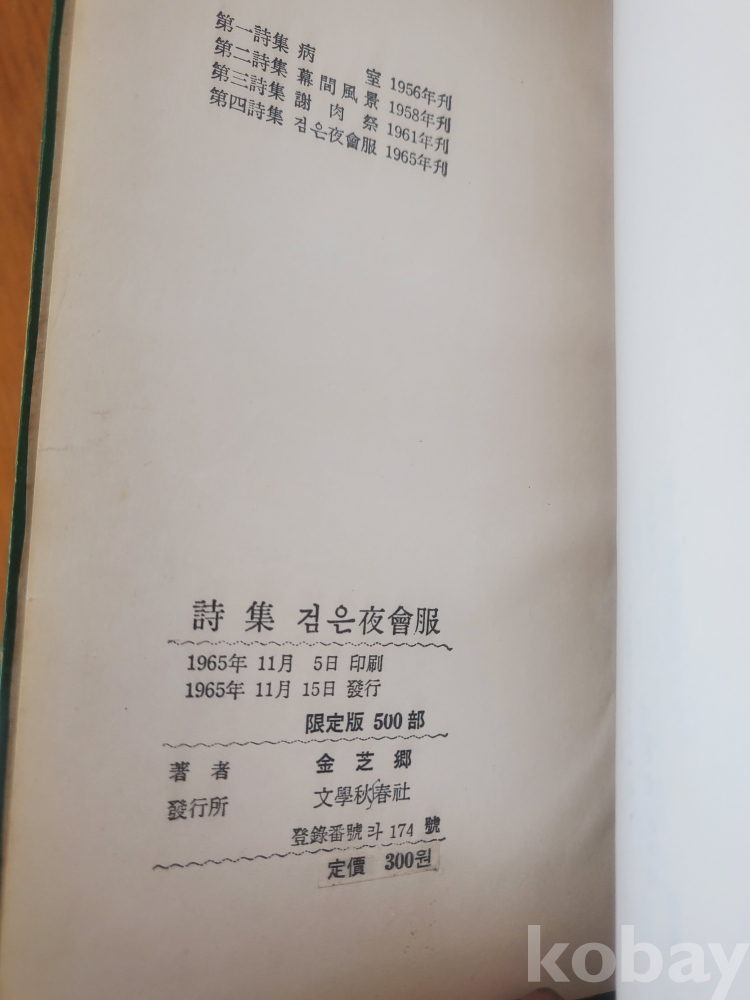 第一詩集 病 室 1956年刊
第二詩集 幕間風景 1958年刊
第三詩集 謝 肉 祭 1961年刊
第四詩集 검은夜會服 1965年刊
詩集 검은夜會服
1965年 11月 5日 印刷
1965年 11月 15日 發行
限定版 500部
著者 金芝鄕
發行所 文學秋春社
登錄番號 라 174 號
定價 300원
kobay